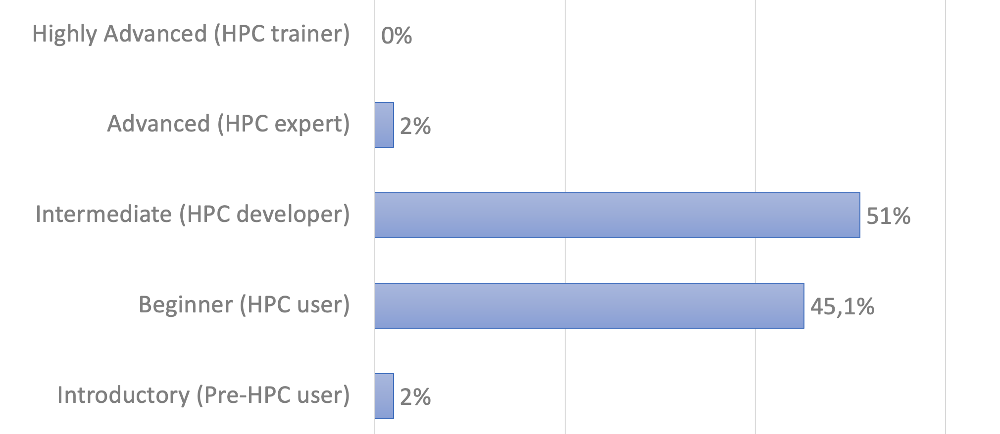 Highly Advanced (HPC trainer) 0%
Advanced (HPC expert) 2%
Intermediate (HPC developer) 51%
Beginner (HPC user) 45,1%
Introductory (Pre-HPC user) 2%